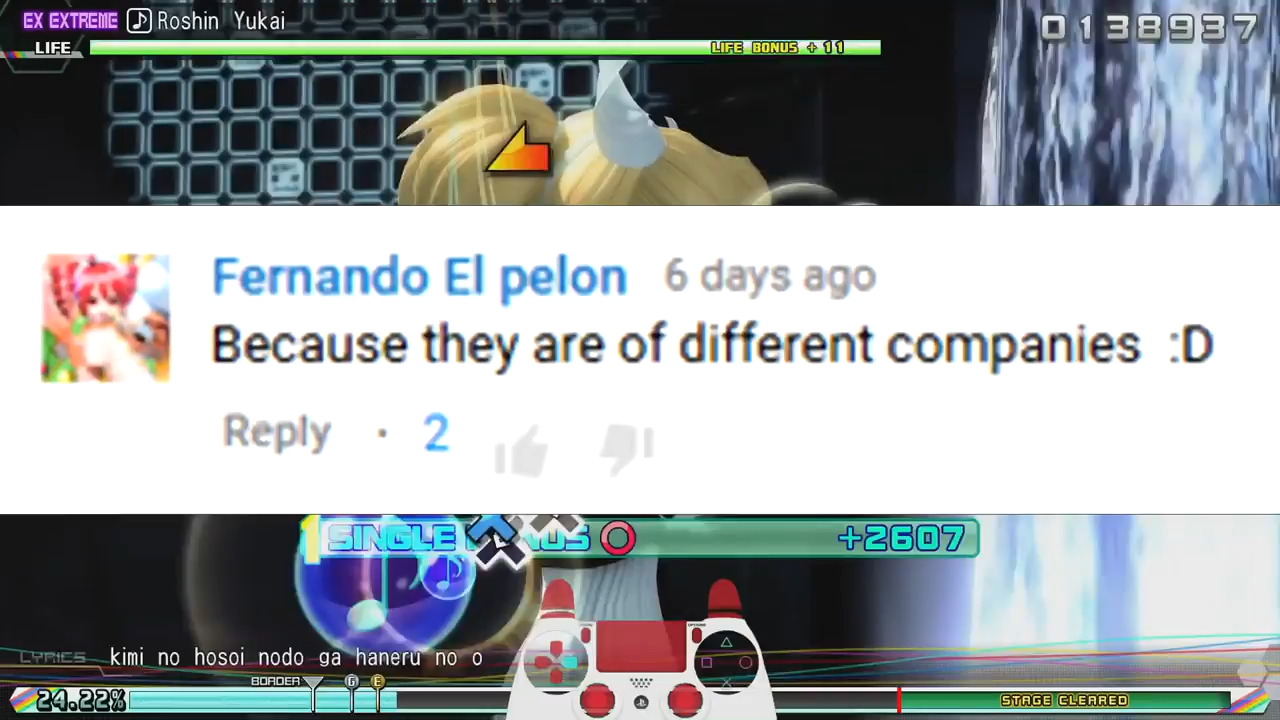 EX EXTREME Roshin Yukai
0138937
LIFE
LIFE BONUS + 11
Fernando El pelon 6 days ago
Because they are of different companies :D
Reply · 2
1 SINGLE +2607
LYRICS kimi no hosoi nodo ga haneru no o
BORDER G E
24.22%
STAGE CLEARED